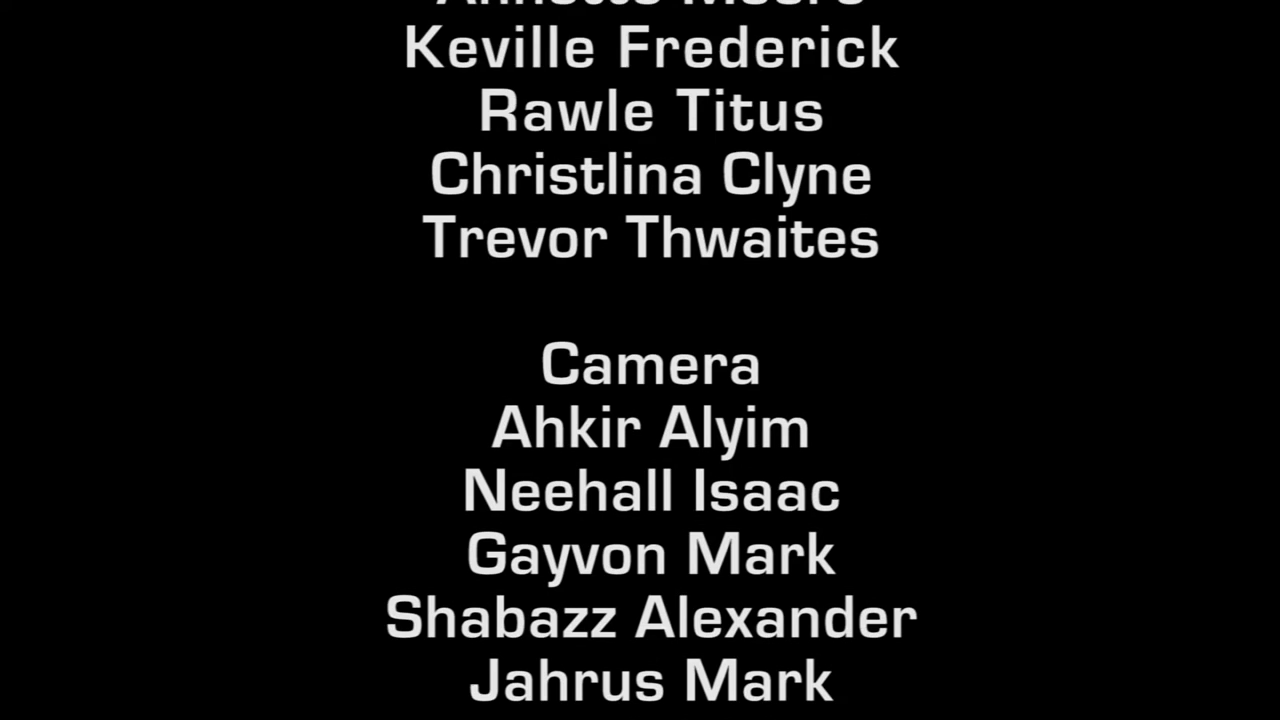 Keville Frederick
Rawle Titus
Christlina Clyne
Trevor Thwaites
Camera
Ahkir Alyim
Neehall Isaac
Gayvon Mark
Shabazz Alexander
Jahrus Mark